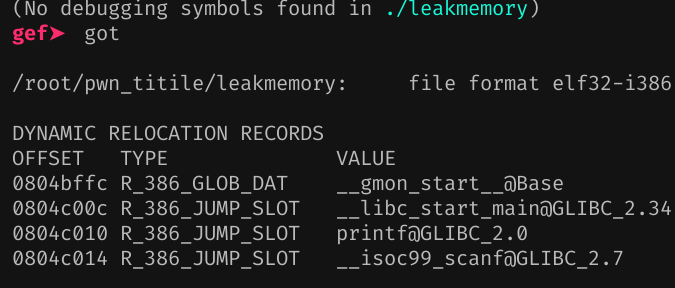 (No debugging symbols found in ./leakmemory)
gef➤  got
/root/pwn_titile/leakmemory:     file format elf32-i386
DYNAMIC RELOCATION RECORDS
OFFSET   TYPE              VALUE
0804bffc R_386_GLOB_DAT    __gmon_start__@Base
0804c00c R_386_JUMP_SLOT   __libc_start_main@GLIBC_2.34
0804c010 R_386_JUMP_SLOT   printf@GLIBC_2.0
0804c014 R_386_JUMP_SLOT   __isoc99_scanf@GLIBC_2.7